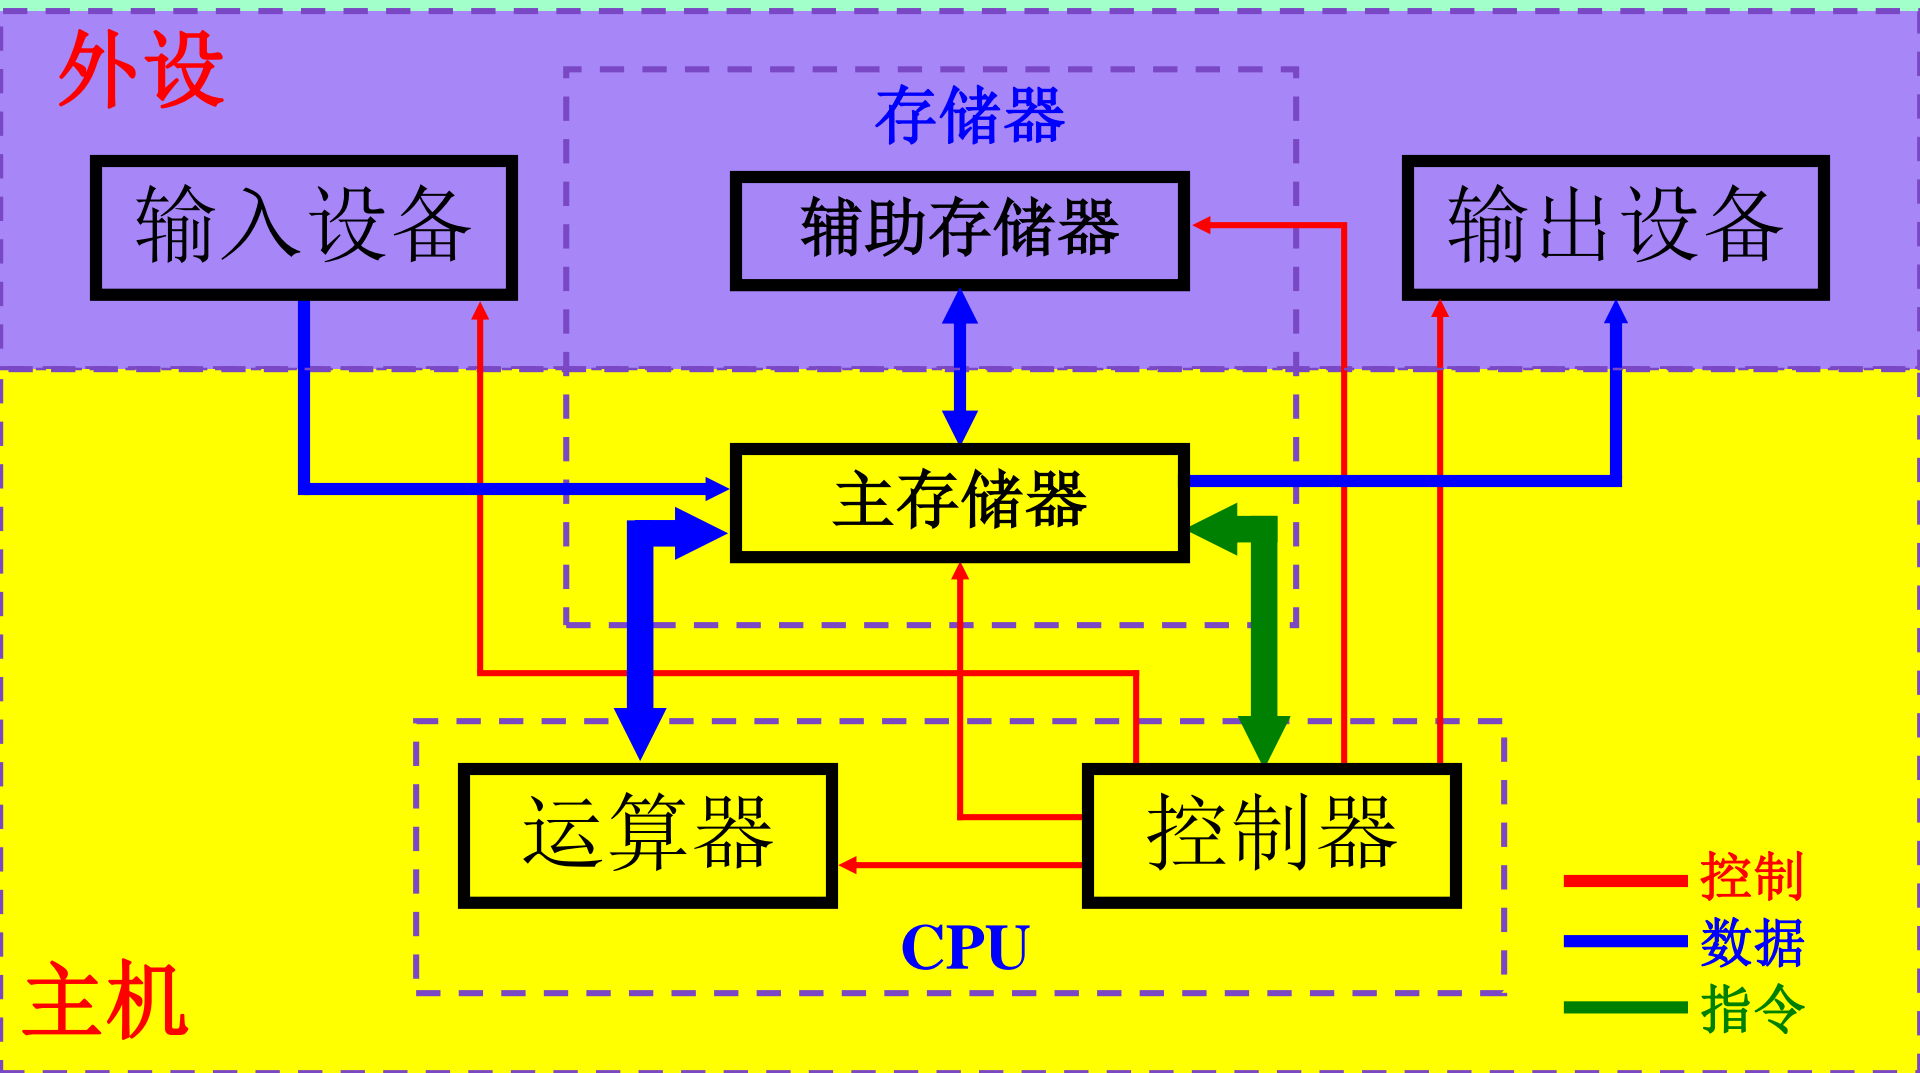 外设
存储器
输入设备
辅助存储器
输出设备
主存储器
运算器
控制器
CPU
主机
控制
数据
指令